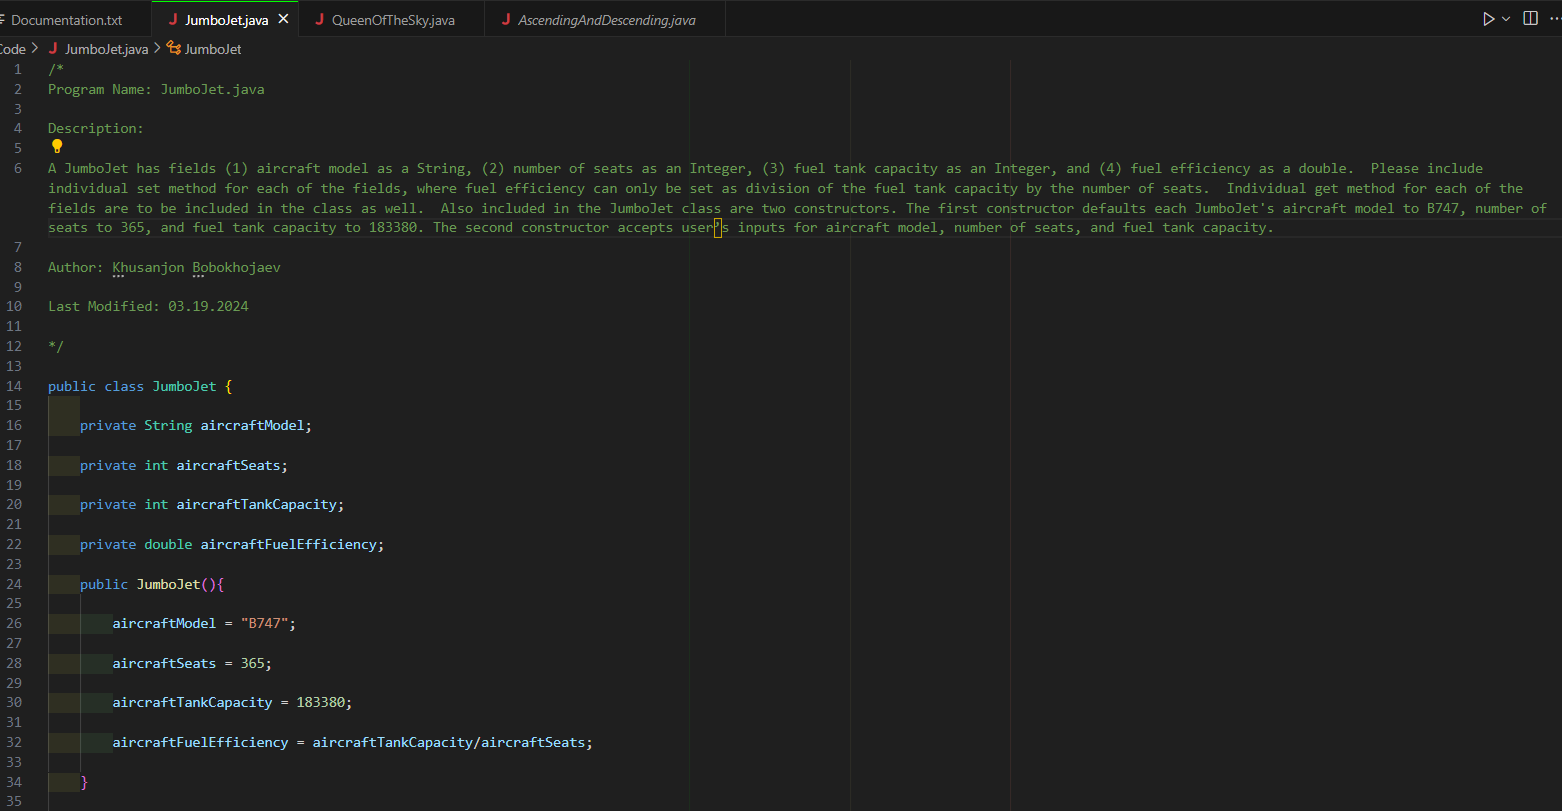 Documentation.txt
JumboJet.java
QueenOfTheSky.java
AscendingAndDescending.java
Code > JumboJet.java > JumboJet
1 /*
2 Program Name: JumboJet.java
3
4 Description:
5
6 A JumboJet has fields (1) aircraft model as a String, (2) number of seats as an Integer, (3) fuel tank capacity as an Integer, and (4) fuel efficiency as a double.  Please include
individual set method for each of the fields, where fuel efficiency can only be set as division of the fuel tank capacity by the number of seats.  Individual get method for each of the
fields are to be included in the class as well.  Also included in the JumboJet class are two constructors. The first constructor defaults each JumboJet's aircraft model to B747, number of
seats to 365, and fuel tank capacity to 183380. The second constructor accepts user’s inputs for aircraft model, number of seats, and fuel tank capacity.
7
8 Author: Khusanjon Bobokhojaev
9
10 Last Modified: 03.19.2024
11
12 */
13
14 public class JumboJet {
15
16 private String aircraftModel;
17
18 private int aircraftSeats;
19
20 private int aircraftTankCapacity;
21
22 private double aircraftFuelEfficiency;
23
24 public JumboJet(){
25
26 aircraftModel = "B747";
27
28 aircraftSeats = 365;
29
30 aircraftTankCapacity = 183380;
31
32 aircraftFuelEfficiency = aircraftTankCapacity/aircraftSeats;
33
34 }
35